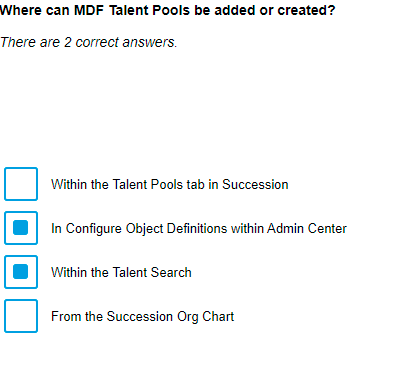 Where can MDF Talent Pools be added or created?
There are 2 correct answers.
Within the Talent Pools tab in Succession
In Configure Object Definitions within Admin Center
Within the Talent Search
From the Succession Org Chart